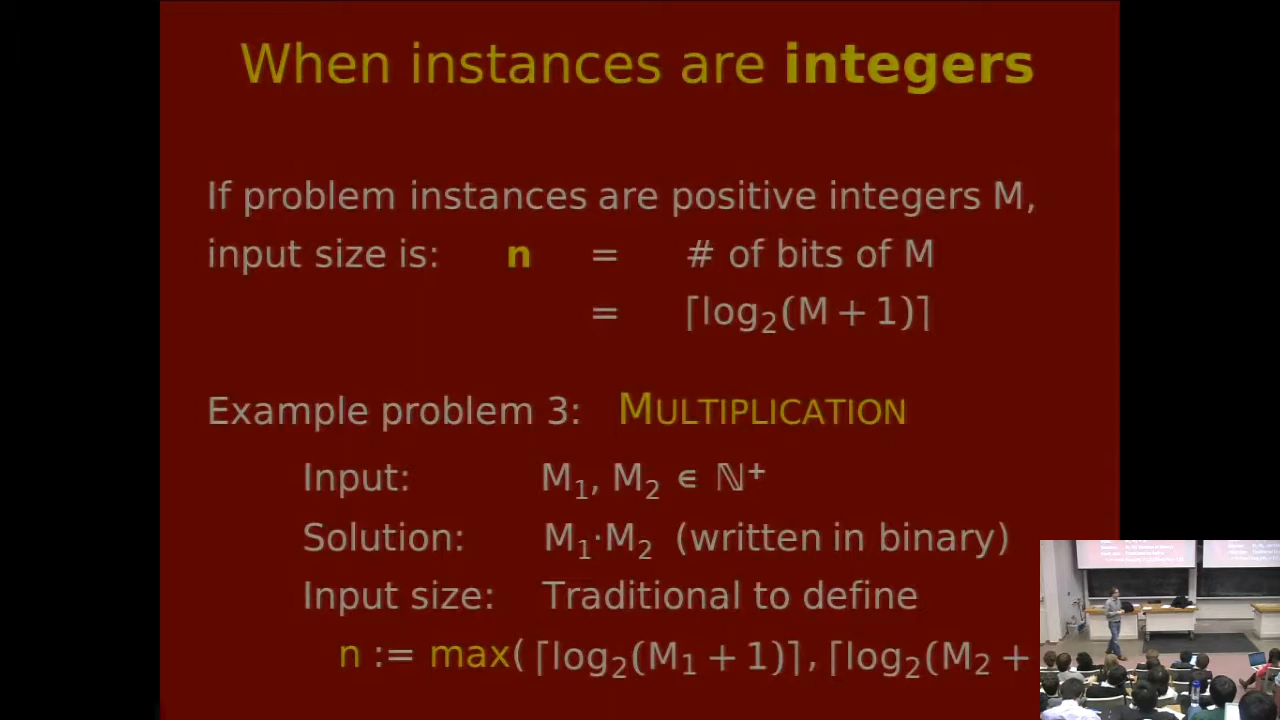 When instances are integers
If problem instances are positive integers M,
input size is: n = # of bits of M
= ⌈log₂(M + 1)⌉
Example problem 3: MULTIPLICATION
Input: M₁, M₂ ∈ ℕ⁺
Solution: M₁·M₂ (written in binary)
Input size: Traditional to define
n := max(⌈log₂(M₁ + 1)⌉, ⌈log₂(M₂ +